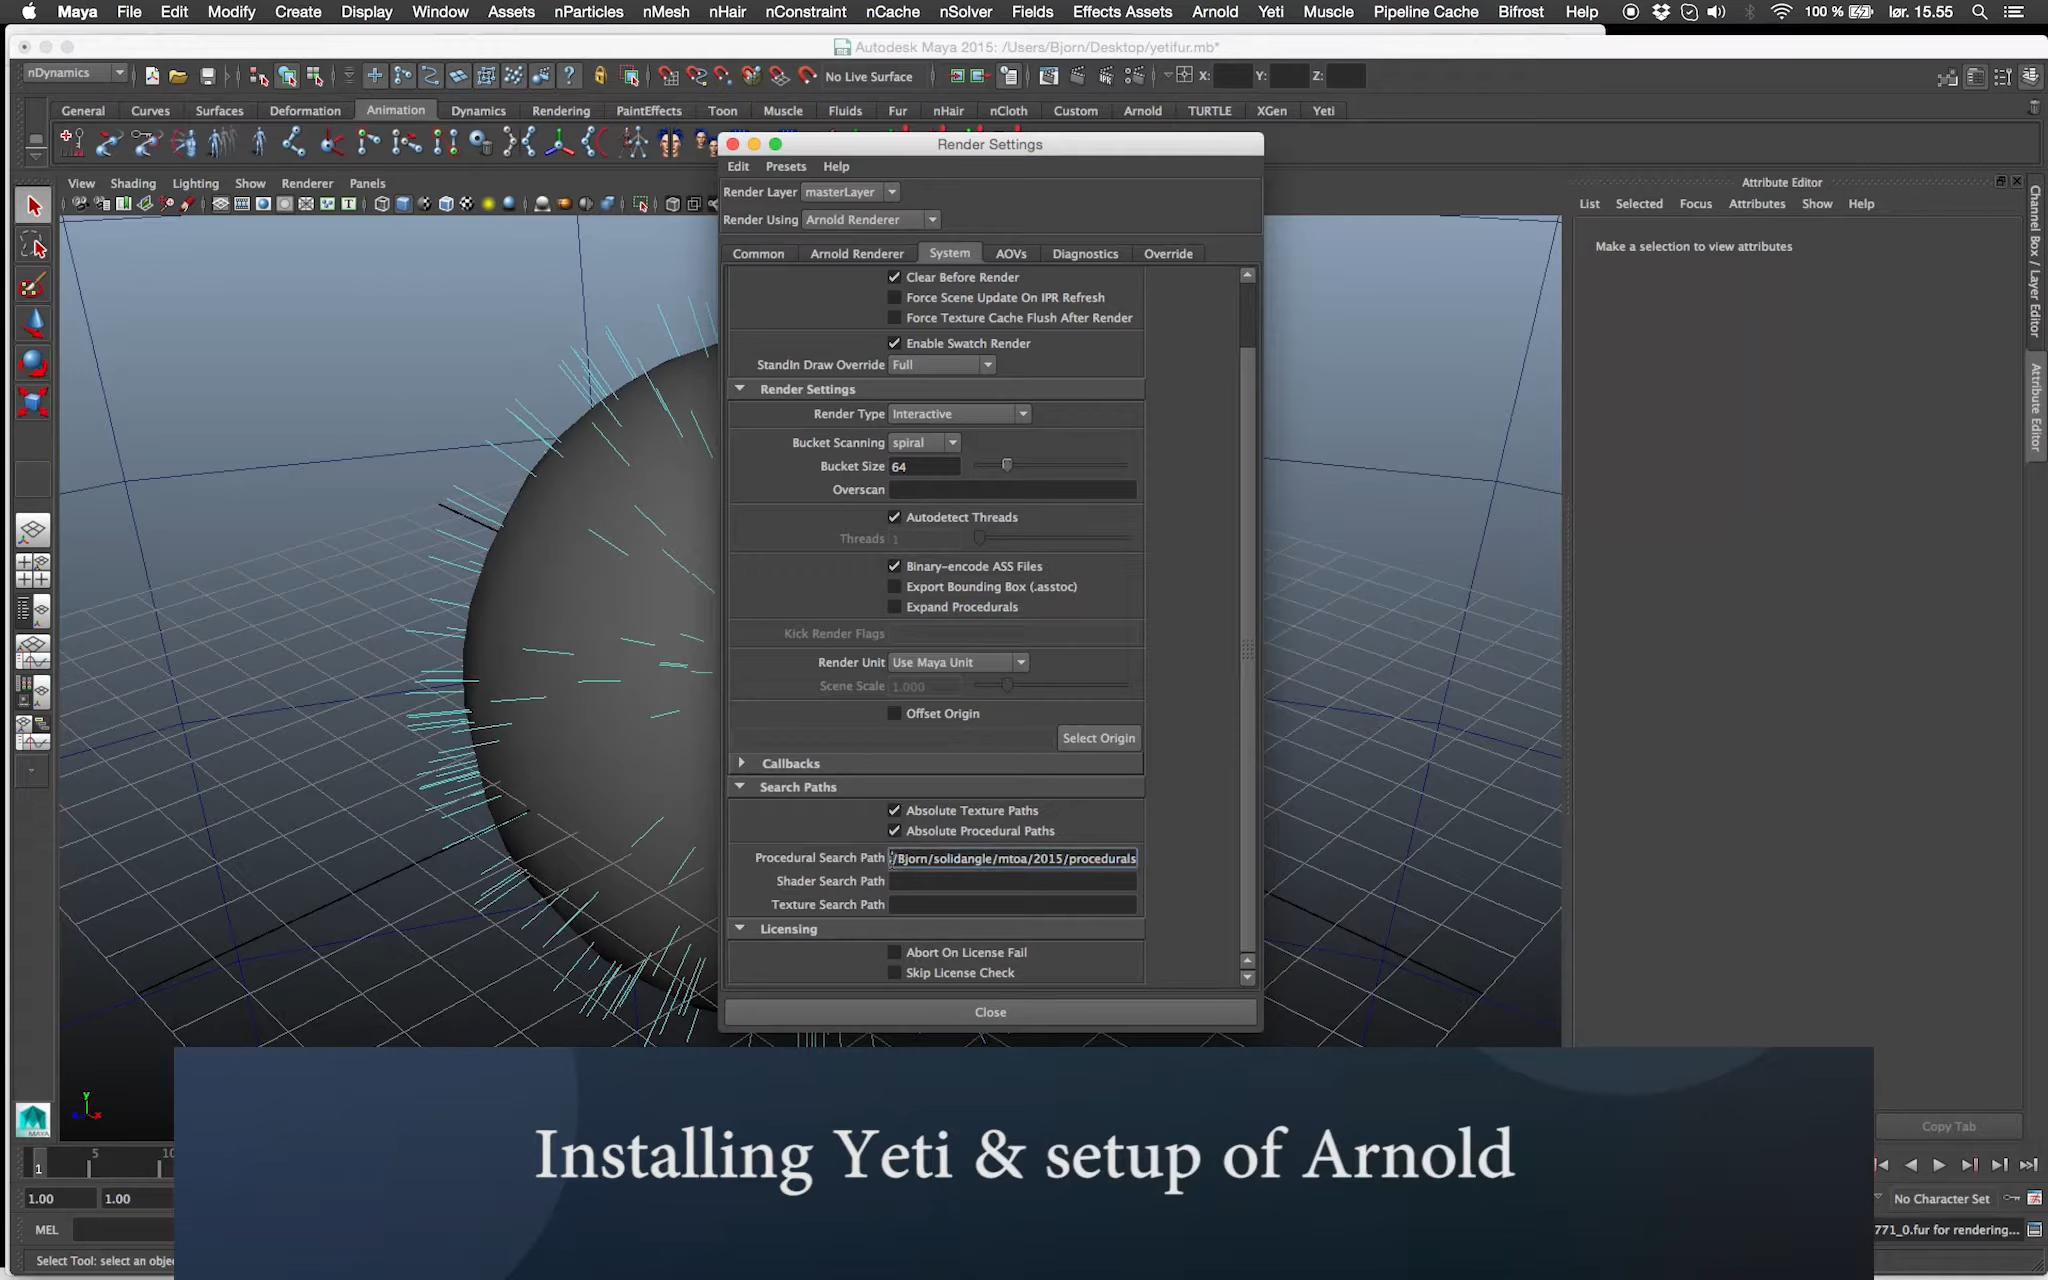 Maya File Edit Modify Create Display Window Assets nParticles nMesh nHair nConstraint nCache nSolver Fields Effects Assets Arnold Yeti Muscle Pipeline Cache Bifrost Help 100 % lør. 15.55
Autodesk Maya 2015: /Users/Bjorn/Desktop/yetifur.mb*
nDynamics No Live Surface X: Y: Z:
General Curves Surfaces Deformation Animation Dynamics Rendering PaintEffects Toon Muscle Fluids Fur nHair nCloth Custom Arnold TURTLE XGen Yeti
Render Settings
Edit Presets Help
View Shading Lighting Show Renderer Panels
Render Layer masterLayer
Render Using Arnold Renderer
Common Arnold Renderer System AOVs Diagnostics Override
Clear Before Render
Force Scene Update On IPR Refresh
Force Texture Cache Flush After Render
Enable Swatch Render
StandIn Draw Override Full
Render Settings
Render Type Interactive
Bucket Scanning spiral
Bucket Size 64
Overscan
Autodetect Threads
Threads 1
Binary-encode ASS Files
Export Bounding Box (.asstoc)
Expand Procedurals
Kick Render Flags
Render Unit Use Maya Unit
Scene Scale 1.000
Offset Origin
Select Origin
Callbacks
Search Paths
Absolute Texture Paths
Absolute Procedural Paths
Procedural Search Path /Bjorn/solidangle/mtoa/2015/procedurals
Shader Search Path
Texture Search Path
Licensing
Abort On License Fail
Skip License Check
Close
Attribute Editor
List Selected Focus Attributes Show Help
Make a selection to view attributes
Channel Box / Layer Editor
Attribute Editor
Copy Tab
y
x
MAYA
1 5 10
1.00 1.00
No Character Set
MEL
771_0.fur for rendering...
Select Tool: select an objec
Installing Yeti & setup of Arnold